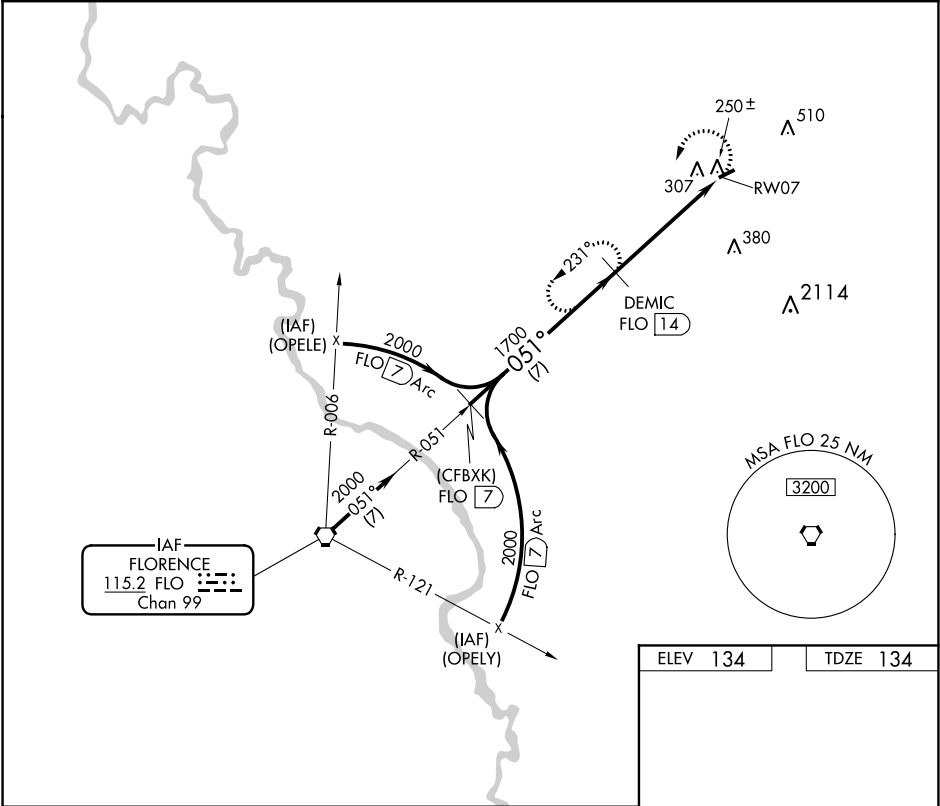 250 ±
510
307
RW07
380
231°
DEMIC
FLO 14
2114
(IAF)
(OPELE)
2000
FLO 7 Arc
1700
051°
(7)
R-006
R-051
(CFBXK)
FLO 7
MSA FLO 25 NM
3200
2000
051°
(7)
2000
FLO 7 Arc
IAF
FLORENCE
115.2 FLO
Chan 99
R-121
(IAF)
(OPELY)
ELEV 134
TDZE 134